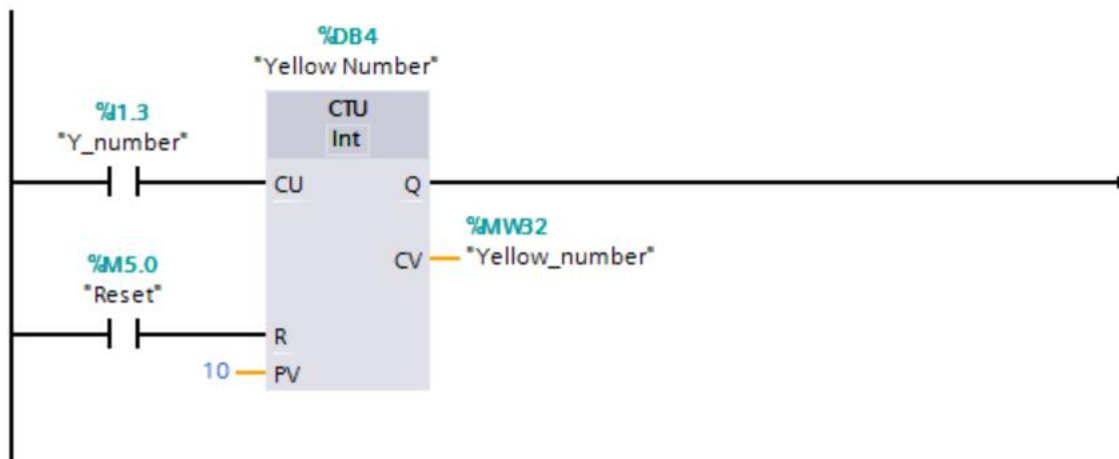 %DB4
"Yellow Number"
CTU
Int
%I1.3
"Y_number"
CU
Q
%MW32
CV
"Yellow_number"
%M5.0
"Reset"
R
10
PV